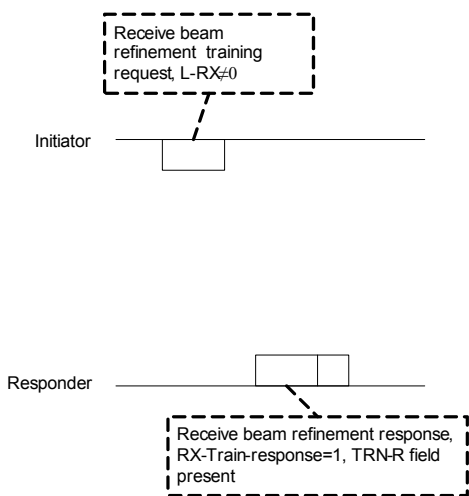 Receive beam
refinement training
request, L-RX≠0
Initiator
Responder
Receive beam refinement response,
RX-Train-response=1, TRN-R field
present